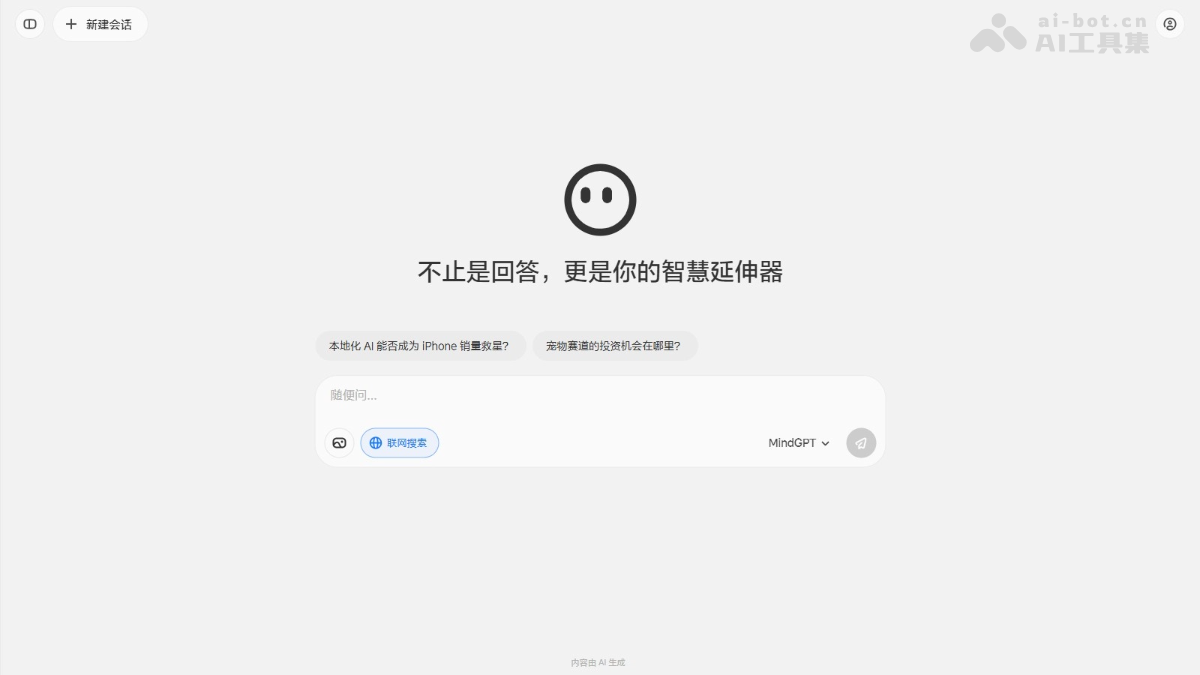 新建会话
ai-bot.cn
AI工具集
不止是回答，更是你的智慧延伸器
本地化 AI 能否成为 iPhone 销量救星?
宠物赛道的投资机会在哪里?
随便问...
联网搜索
MindGPT
内容由 AI 生成